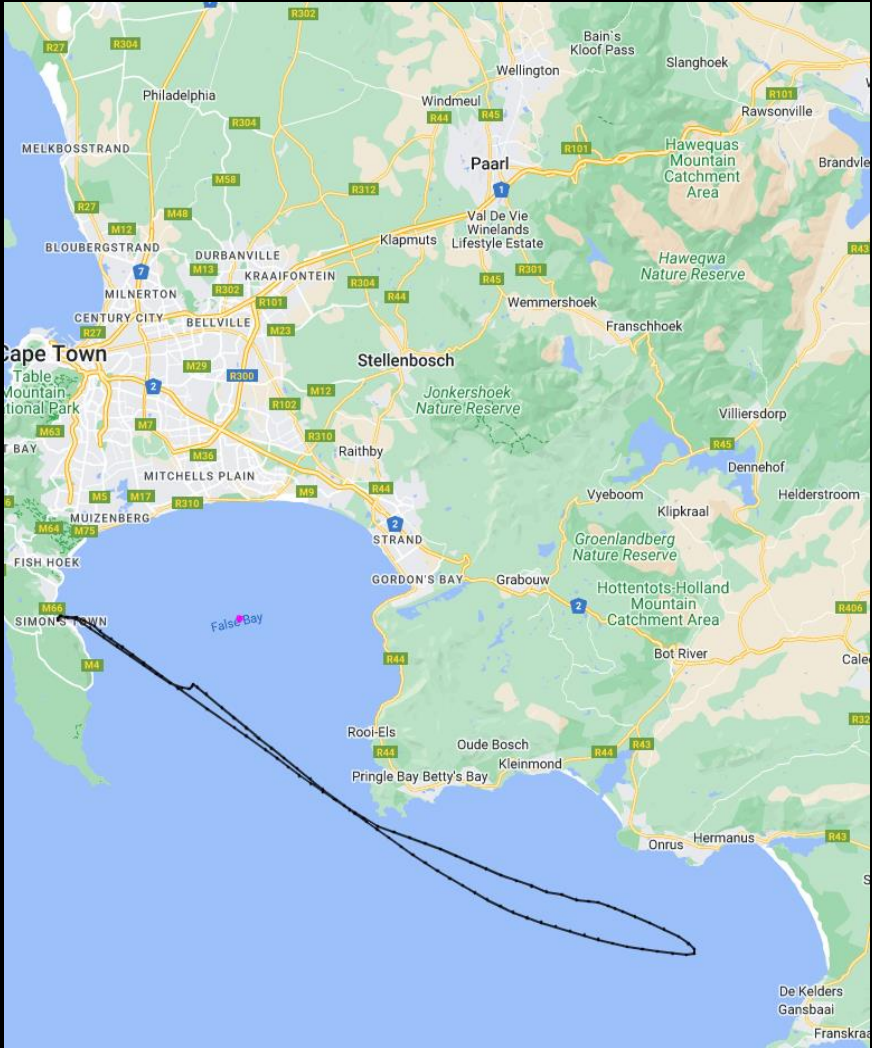 R302
R27
R304
Bain`s
Kloof Pass
Slanghoek
Wellington
Philadelphia
Windmeul
R101
R44
R45
Rawsonville
R304
MELKBOSSTRAND
Paarl
R101
Hawequas
Mountain
Catchment
Area
Brandvle
M58
R312
1
R27
M48
M12
Val De Vie
Winelands
Lifestyle Estate
Klapmuts
BLOUBERGSTRAND
DURBANVILLE
R43
7
M13
KRAAIFONTEIN
R301
Haweqwa
Nature Reserve
R304
R45
MILNERTON
R302
R44
R101
Wemmershoek
CENTURY CITY
BELLVILLE
R27
M23
Franschhoek
Cape Town
Stellenbosch
Table
Mountain
tional Park
M29
R300
2
M12
Jonkershoek
Nature Reserve
R102
Villiersdorp
M63
M7
R310
T BAY
M36
Raithby
R45
Dennehof
MITCHELLS PLAIN
R44
M9
6
M5
M17
R310
Vyeboom
Helderstroom
Klipkraal
MUIZENBERG
M64
M75
2
STRAND
Groenlandberg
Nature Reserve
FISH HOEK
GORDON'S BAY
Grabouw
Hottentots-Holland
Mountain
Catchment Area
2
M66
R406
SIMON'S TOWN
False Bay
M4
R44
Bot River
Cale
R32
Rooi-Els
R44
Oude Bosch
R44
R43
Kleinmond
Pringle Bay
Betty's Bay
Onrus
Hermanus
R43
S
De Kelders
Gansbaai
Franskraa